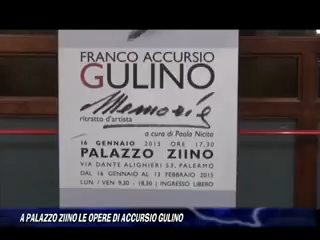 FRANCO ACCURSIO
GULINO
Memorie
ritratto d'artista
a cura di Paola Nicita
16 GENNAIO 2015 ORE 17,30
PALAZZO ZIINO
VIA DANTE ALIGHIERI 53, PALERMO
DAL 16 GENNAIO AL 13 FEBBRAIO 2015
LUN / VEN 9,30 - 18,30 | INGRESSO LIBERO
A PALAZZO ZIINO LE OPERE DI ACCURSIO GULINO